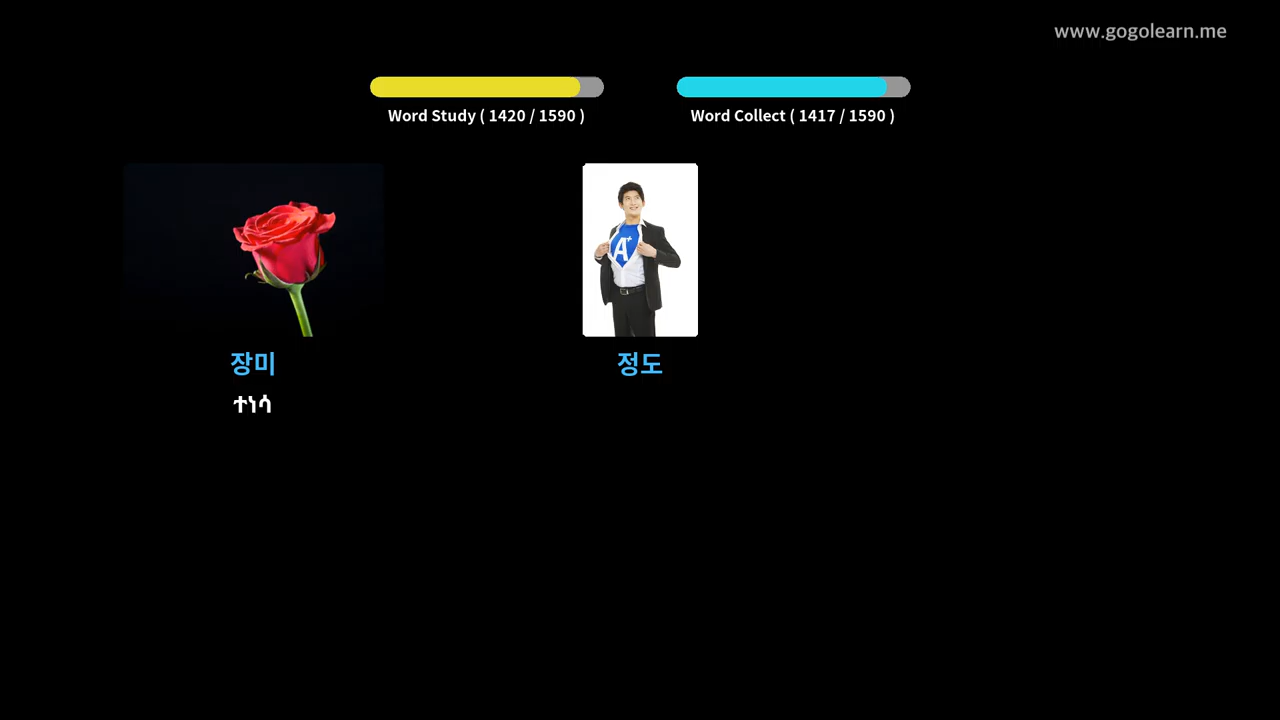 www.gogolearn.me
Word Study ( 1420 / 1590 )
Word Collect ( 1417 / 1590 )
A+
장미
정도
ተነሳ